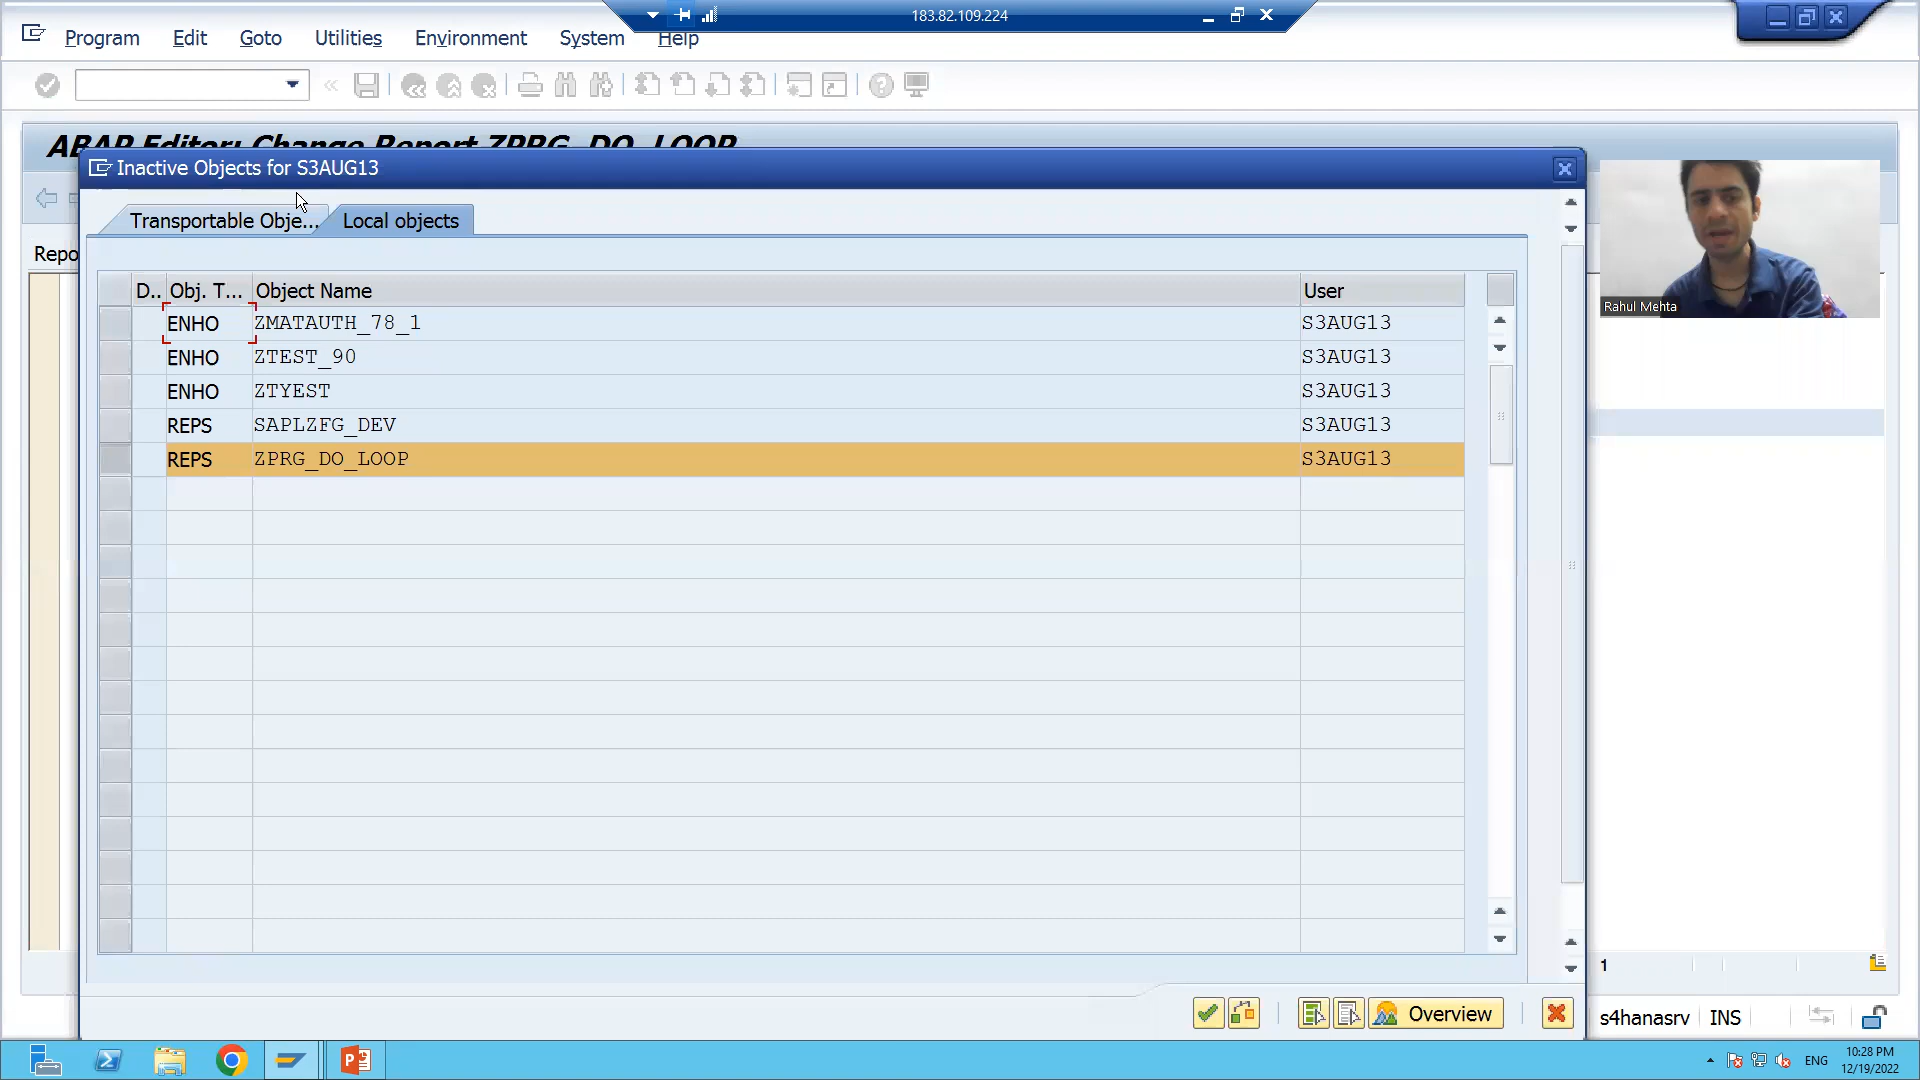 183.82.109.224
Program Edit Goto Utilities Environment System Help
ABAP Editor: Change Report ZPRG_DO_LOOP
Inactive Objects for S3AUG13
Transportable Obje... Local objects
Repo
D.. Obj. T... Object Name User
ENHO ZMATAUTH_78_1 S3AUG13
ENHO ZTEST_90 S3AUG13
ENHO ZTYEST S3AUG13
REPS SAPLZFG_DEV S3AUG13
REPS ZPRG_DO_LOOP S3AUG13
Rahul Mehta
1
Overview
s4hanasrv INS
ENG
10:28 PM
12/19/2022